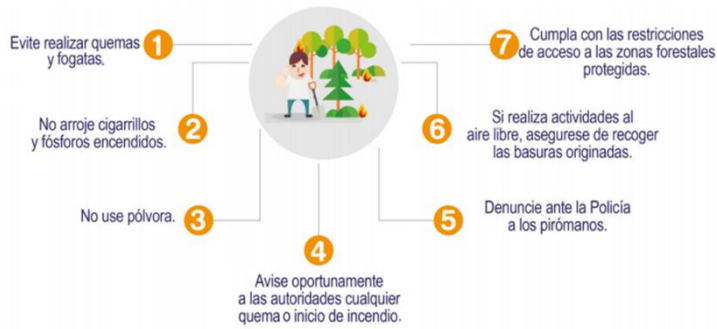 1
Evite realizar quemas
y fogatas.
2
No arroje cigarrillos
y fósforos encendidos.
3
No use pólvora.
4
Avise oportunamente
a las autoridades cualquier
quema o inicio de incendio.
5
Denuncie ante la Policía
a los pirómanos.
6
Si realiza actividades al
aire libre, asegurese de recoger
las basuras originadas.
7
Cumpla con las restricciones
de acceso a las zonas forestales
protegidas.